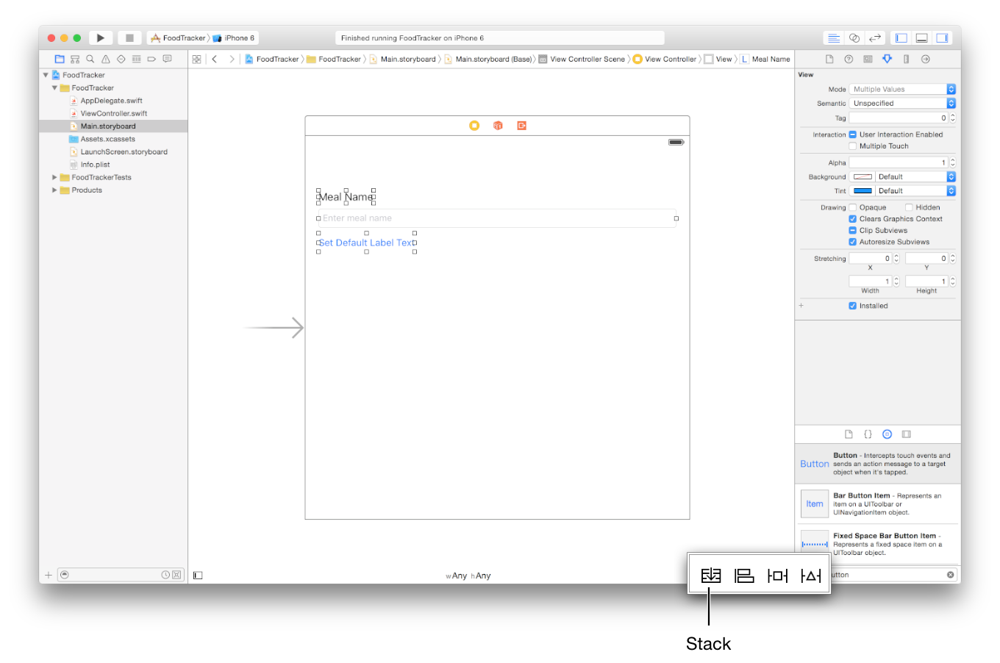 FoodTracker iPhone 6
Finished running FoodTracker on iPhone 6
FoodTracker FoodTracker Main.storyboard Main.storyboard (Base) View Controller Scene View Controller View L Meal Name
FoodTracker
FoodTracker
AppDelegate.swift
ViewController.swift
Main.storyboard
Assets.xcassets
LaunchScreen.storyboard
Info.plist
FoodTrackerTests
Products
Meal Name
Enter meal name
Set Default Label Text
wAny hAny
View
Mode Multiple Values
Semantic Unspecified
Tag 0
Interaction User Interaction Enabled
Multiple Touch
Alpha 1
Background Default
Tint Default
Drawing Opaque Hidden
Clears Graphics Context
Clip Subviews
Autoresize Subviews
Stretching 0 0
X Y
1 1
Width Height
+ Installed
{ }
Button
Button - Intercepts touch events and
sends an action message to a target
object when it's tapped.
Item
Bar Button Item - Represents an
item on a UIToolbar or
UINavigationItem object.
Fixed Space Bar Button Item -
Represents a fixed space item on a
UIToolbar object.
utton
Stack